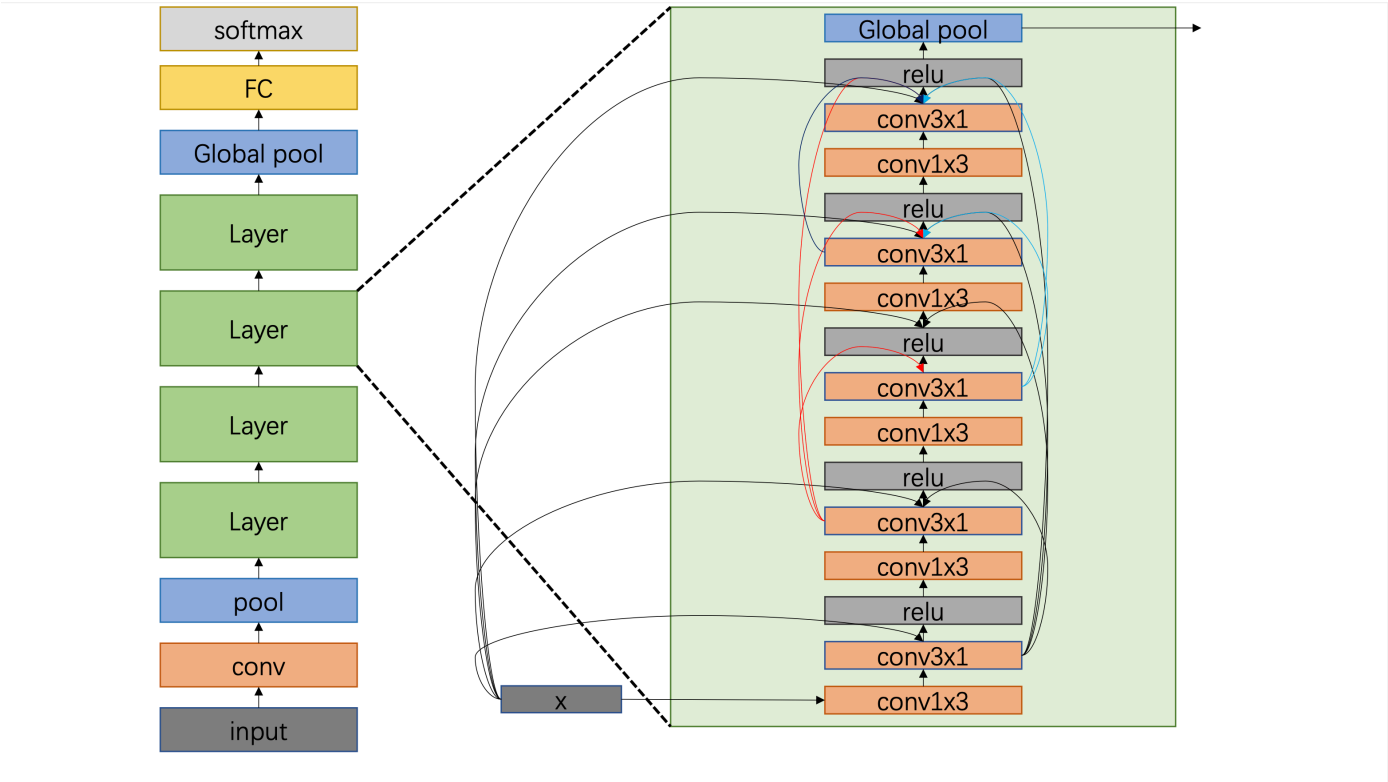 softmax
FC
Global pool
Layer
Layer
Layer
Layer
pool
conv
input
x
Global pool
relu
conv3x1
conv1x3
relu
conv3x1
conv1x3
relu
conv3x1
conv1x3
relu
conv3x1
conv1x3
relu
conv3x1
conv1x3